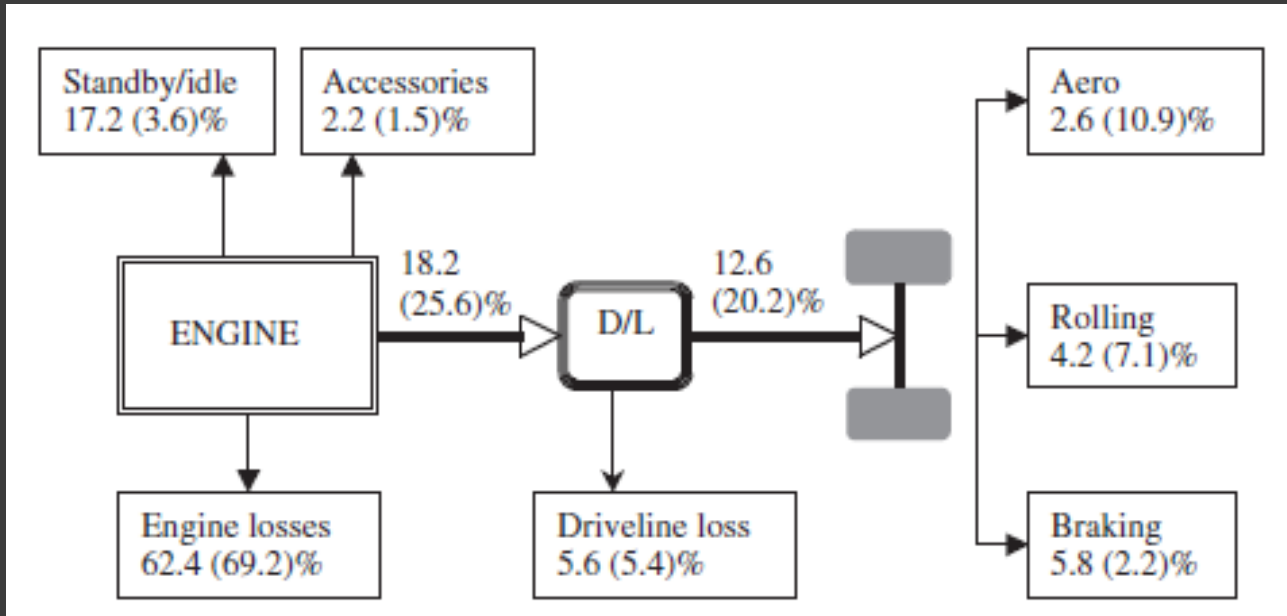 Standby/idle
17.2 (3.6)%
Accessories
2.2 (1.5)%
Aero
2.6 (10.9)%
18.2
(25.6)%
12.6
(20.2)%
ENGINE
D/L
Rolling
4.2 (7.1)%
Engine losses
62.4 (69.2)%
Driveline loss
5.6 (5.4)%
Braking
5.8 (2.2)%